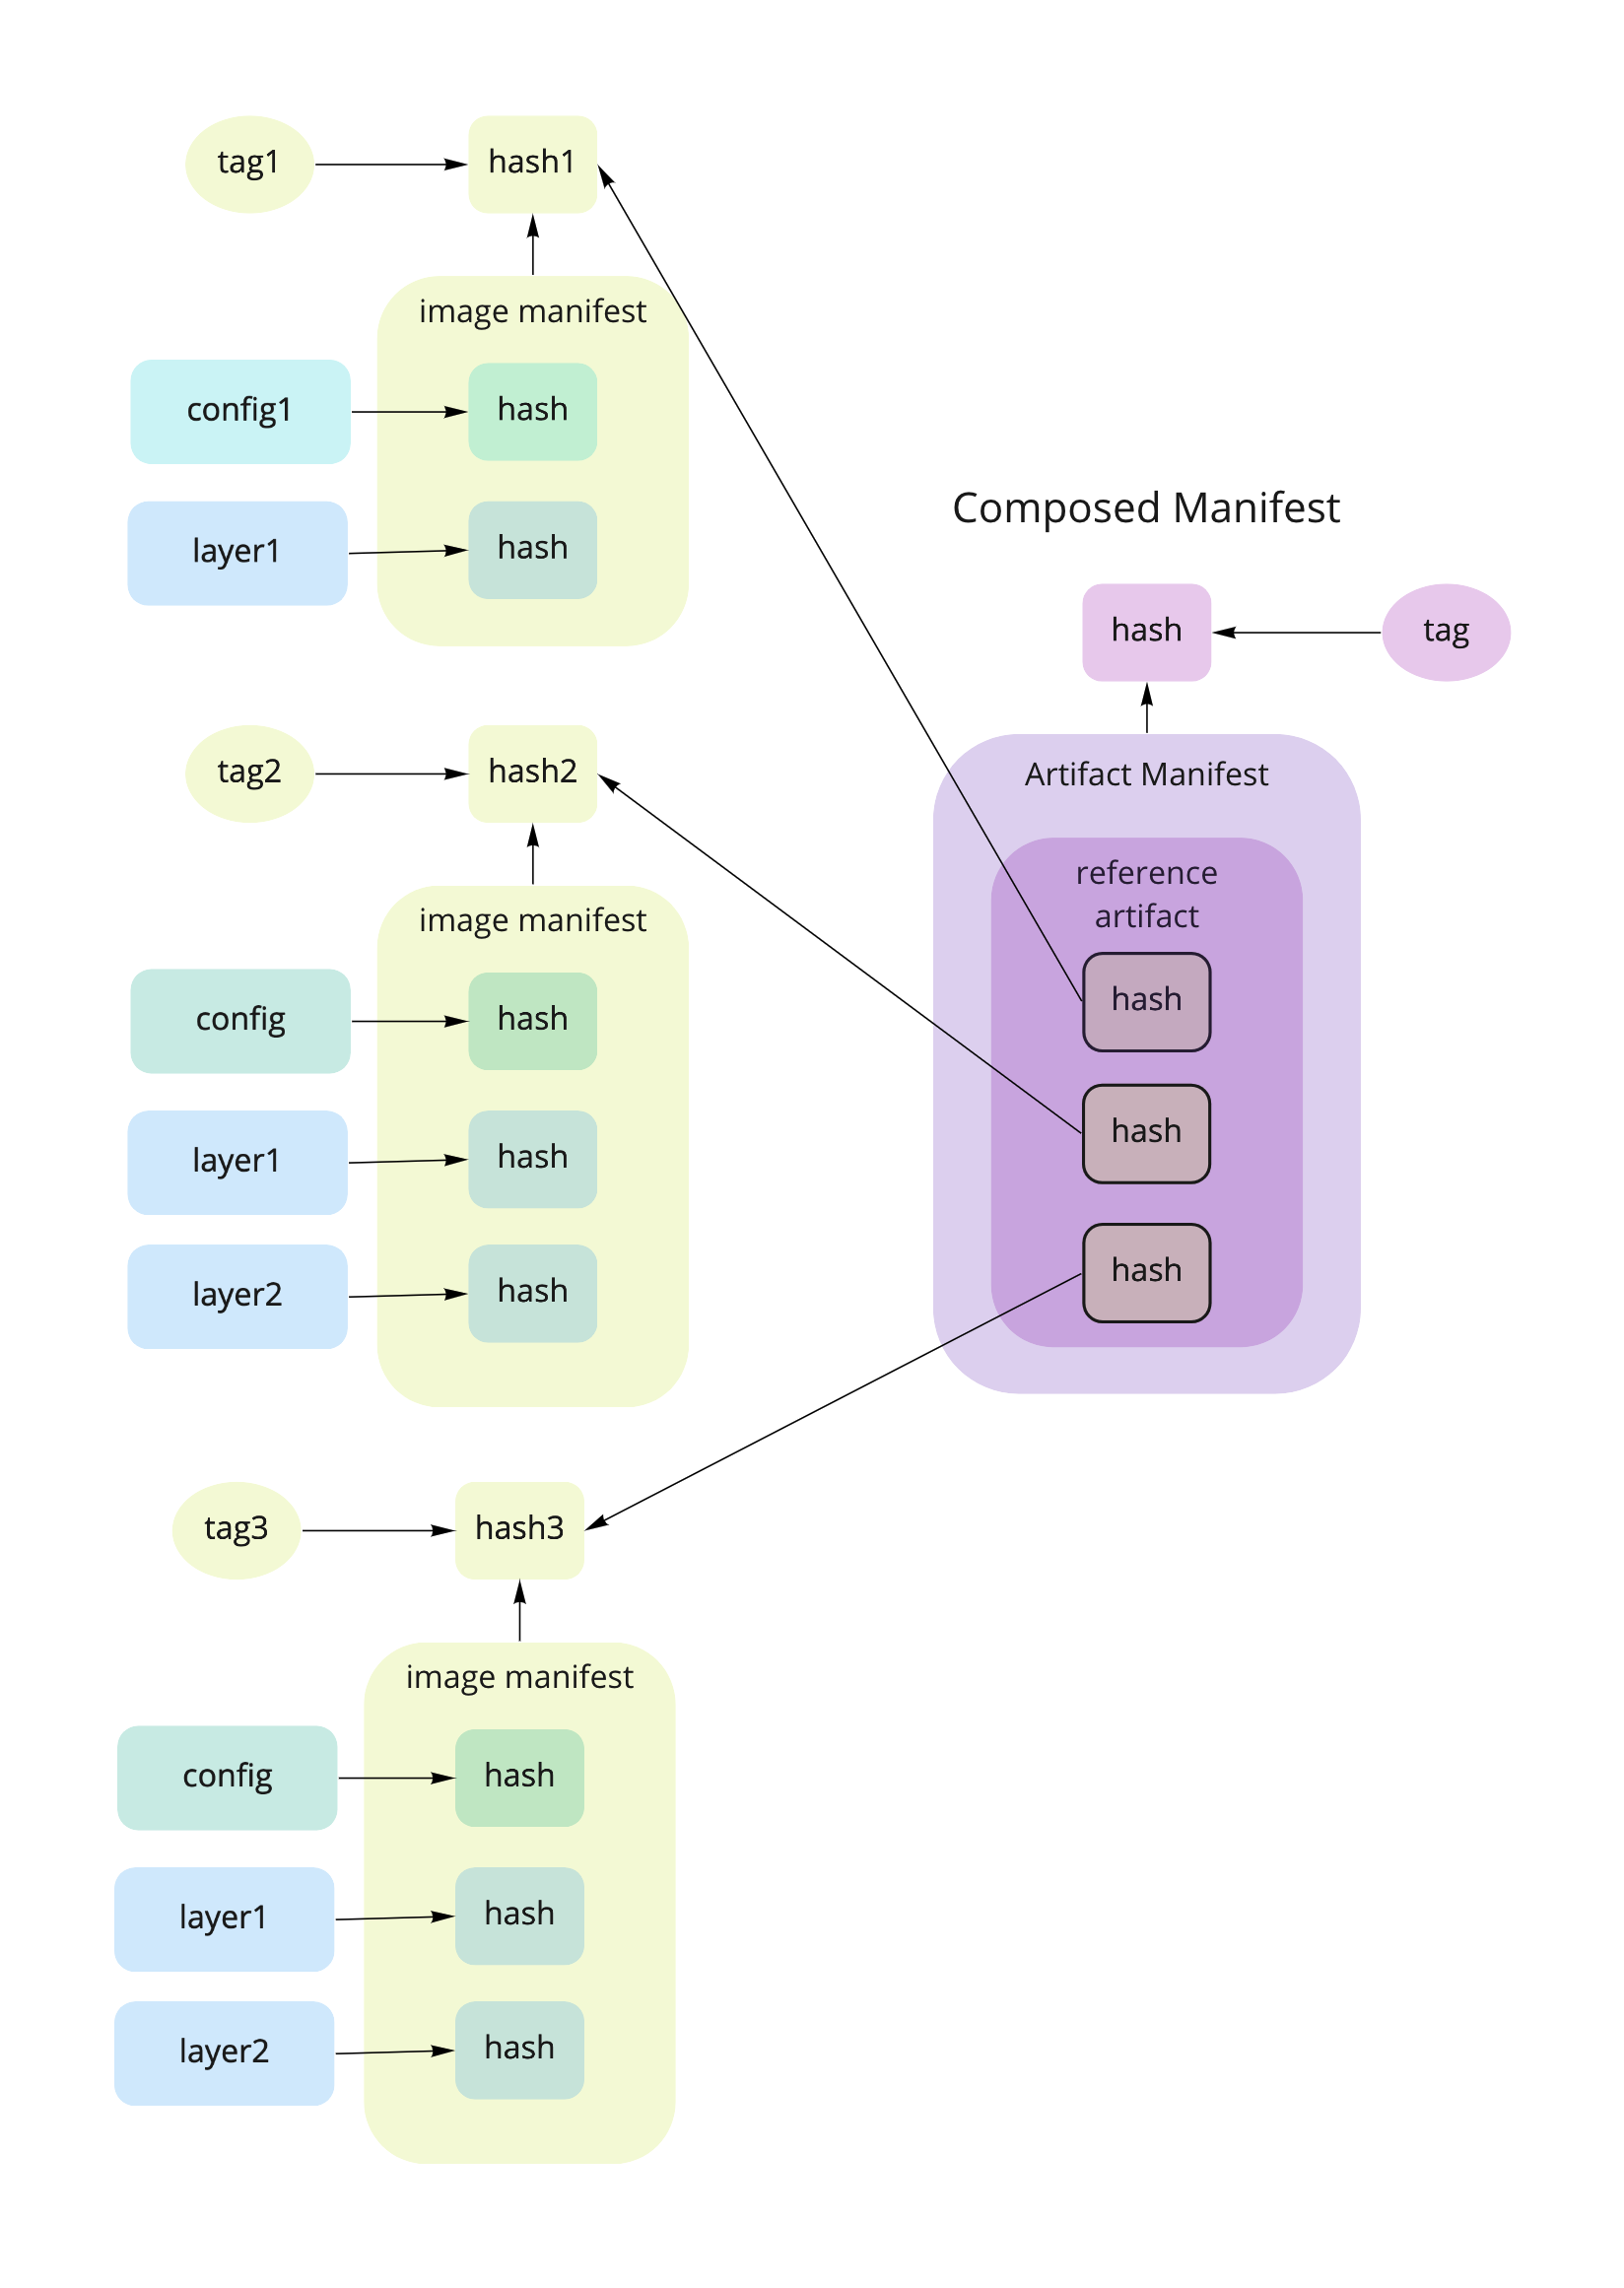 tag1
hash1
image manifest
config1
hash
layer1
hash
Composed Manifest
hash
tag
tag2
hash2
image manifest
config
hash
layer1
hash
layer2
hash
Artifact Manifest
reference
artifact
hash
hash
hash
tag3
hash3
image manifest
config
hash
layer1
hash
layer2
hash